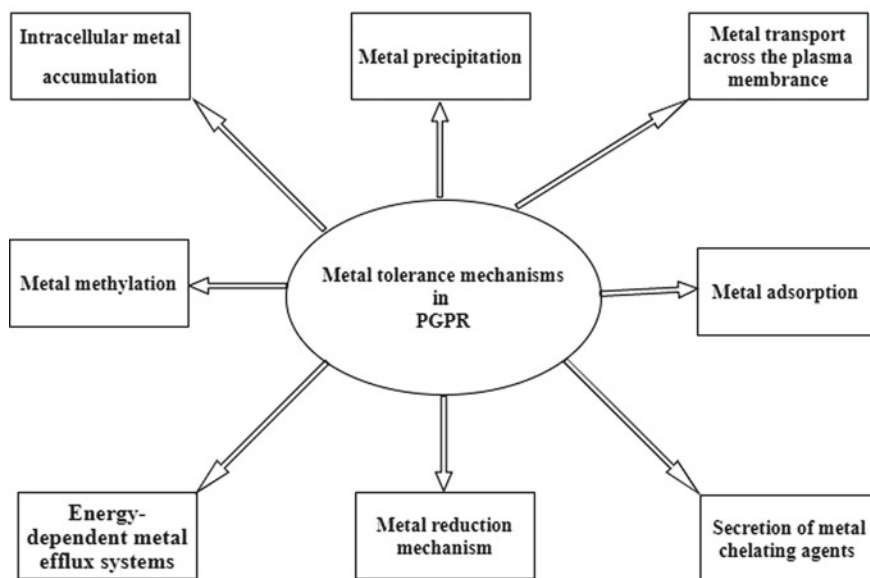 Intracellular metal
accumulation
Metal precipitation
Metal transport
across the plasma
membrance
Metal methylation
Metal tolerance mechanisms
in
PGPR
Metal adsorption
Energy-
dependent metal
efflux systems
Metal reduction
mechanism
Secretion of metal
chelating agents